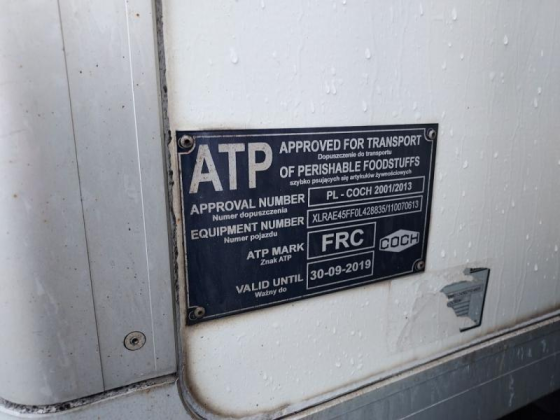 ATP
APPROVED FOR TRANSPORT
Dopuszczenie do transportu
OF PERISHABLE FOODSTUFFS
szybko psujących się artykułów żywnościowych
APPROVAL NUMBER PL - COCH 2001/2013
Numer dopuszczenia
EQUIPMENT NUMBER XLRAE45FF0L428835/110070613
Numer pojazdu
ATP MARK FRC COCH
Znak ATP
VALID UNTIL 30-09-2019
Ważny do